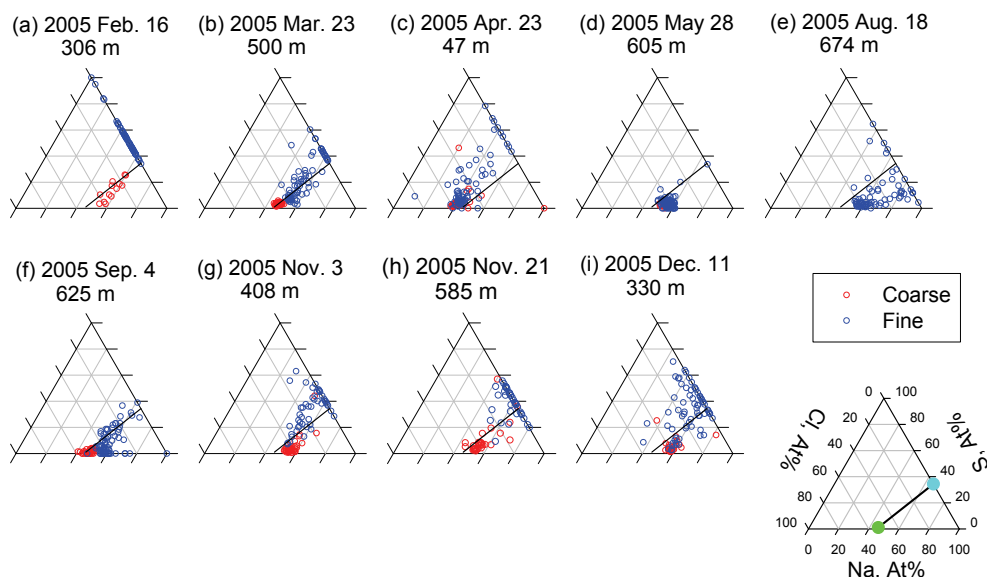 (a) 2005 Feb. 16
306 m
(b) 2005 Mar. 23
500 m
(c) 2005 Apr. 23
47 m
(d) 2005 May 28
605 m
(e) 2005 Aug. 18
674 m
(f) 2005 Sep. 4
625 m
(g) 2005 Nov. 3
408 m
(h) 2005 Nov. 21
585 m
(i) 2005 Dec. 11
330 m
Coarse
Fine
0 100
20 80
40 60
60 40
80 20
100 0
Cl, At%
S, At%
0 20 40 60 80 100
Na, At%